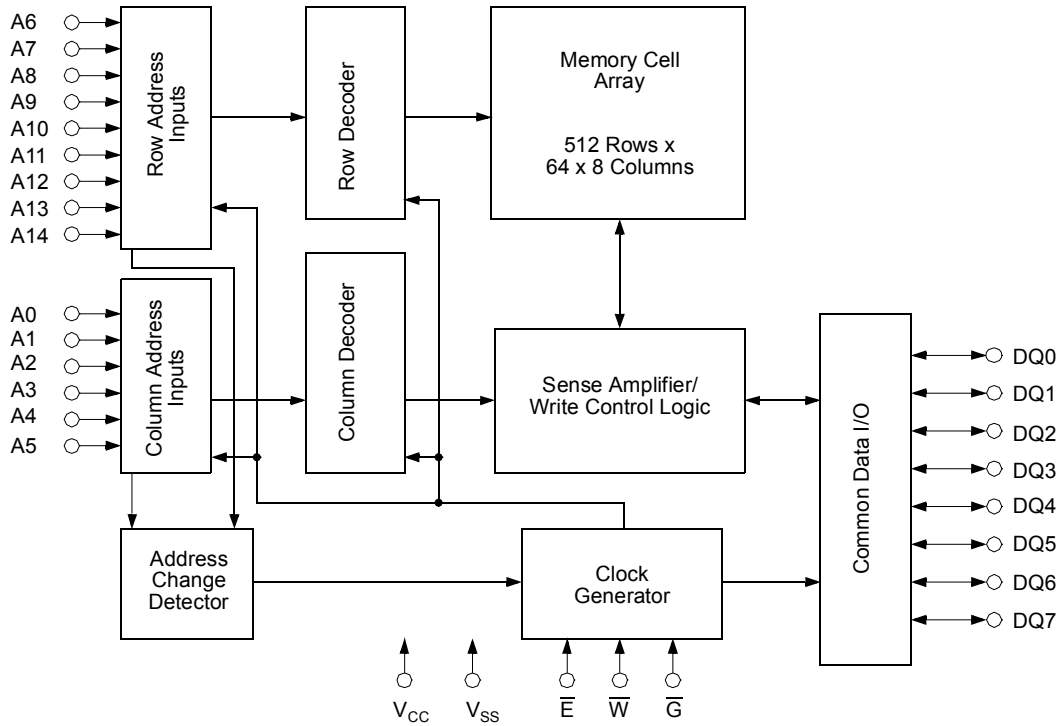 A6
A7
A8
A9
A10
A11
A12
A13
A14
Row Address
Inputs
Row Decoder
Memory Cell
Array
512 Rows x
64 x 8 Columns
A0
A1
A2
A3
A4
A5
Column Address
Inputs
Column Decoder
Sense Amplifier/
Write Control Logic
Common Data I/O
DQ0
DQ1
DQ2
DQ3
DQ4
DQ5
DQ6
DQ7
Address
Change
Detector
Clock
Generator
V_CC
V_SS
E̅
W̅
G̅